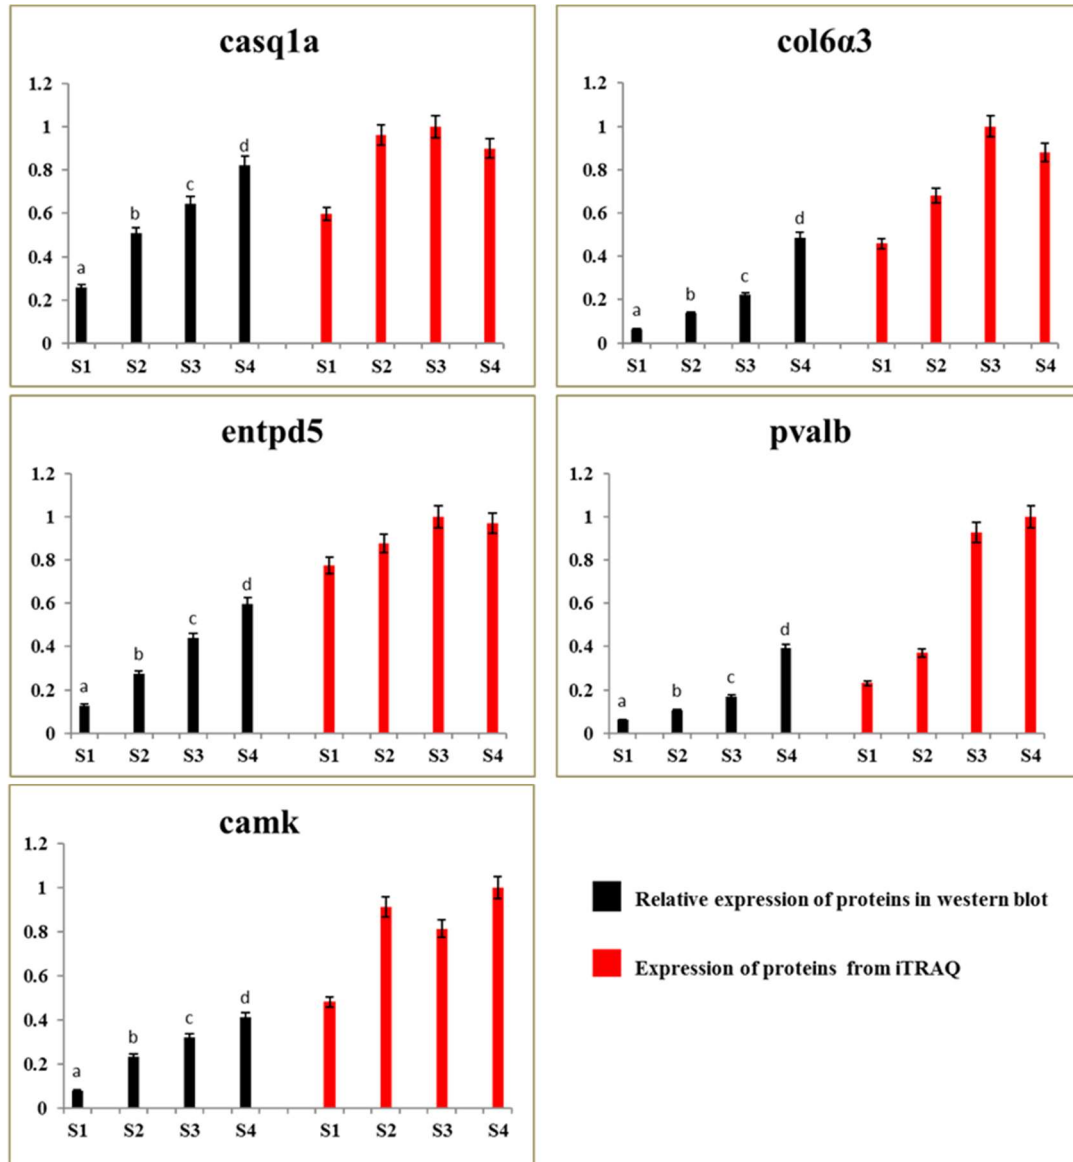 casq1a
1.2
1
0.8
0.6
0.4
0.2
0
a b c d
S1 S2 S3 S4 S1 S2 S3 S4
col6α3
1.2
1
0.8
0.6
0.4
0.2
0
a b c d
S1 S2 S3 S4 S1 S2 S3 S4
entpd5
1.2
1
0.8
0.6
0.4
0.2
0
a b c d
S1 S2 S3 S4 S1 S2 S3 S4
pvalb
1.2
1
0.8
0.6
0.4
0.2
0
a b c d
S1 S2 S3 S4 S1 S2 S3 S4
camk
1.2
1
0.8
0.6
0.4
0.2
0
a b c d
S1 S2 S3 S4 S1 S2 S3 S4
Relative expression of proteins in western blot
Expression of proteins from iTRAQ